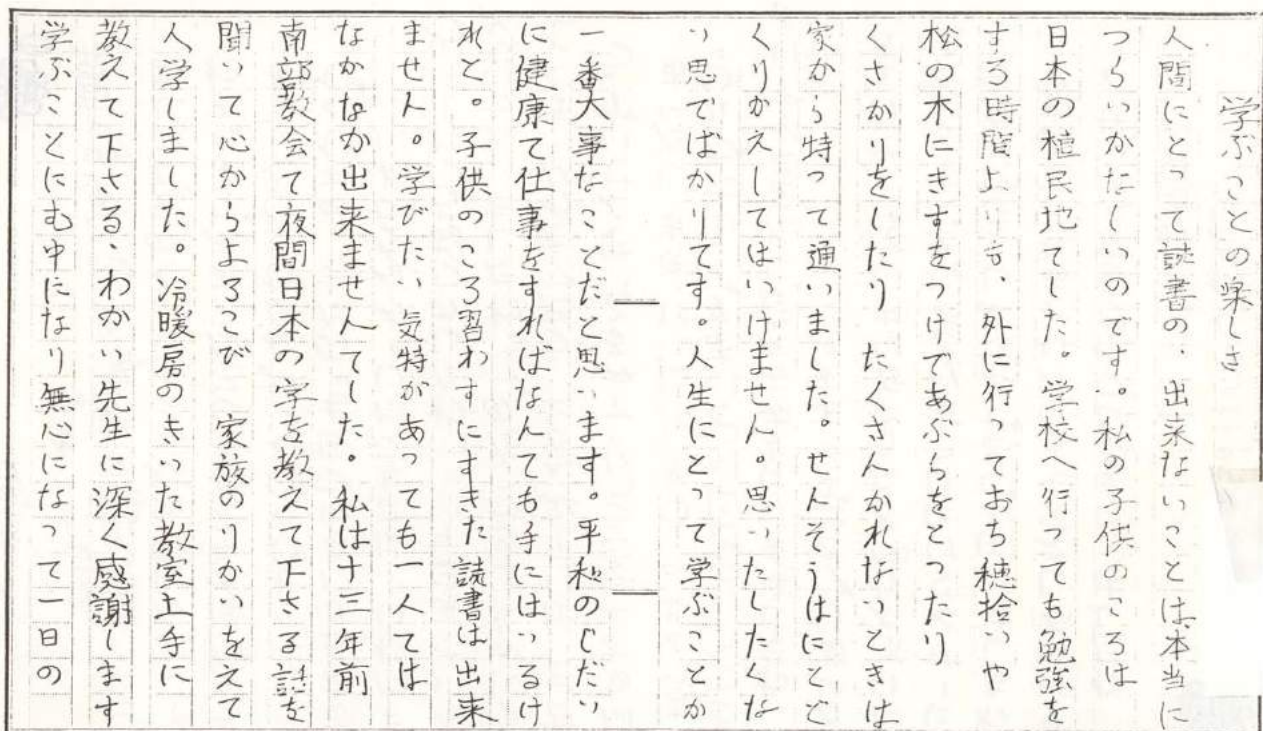 学ぶことの楽しさ
人間にとって読書の、出来ないことは、本当に
つらいかなしいのです。私の子供のころは
日本の植民地てした。学校へ行っても勉強を
する時間よりも、外に行っておち穂拾いや
松の木にきすをつけてあぶらをとったり
くさかりをしたり たくさんかれないときは
家から持って通いました。せんそうはにどと
くりかえしてはいけません。思いたしたくな
い思でばかりてす。人生にとって学ぶことか
一番大事なことだと思います。平和のじだい
に健康て仕事をすればなんても手にはいるけ
れと。子供のころ習わすにすきた読書は出来
ません。学びたい気持があっても一人ては
なかなか出来ませんてした。私は十三年前
南部教会て夜間日本の字を教えて下さる話を
聞いて心からよろこび 家族のりかいをえて
入学しました。冷暖房のきいた教室上手に
教えて下さる、わかい先生に深く感謝します
学ぶことにむ中になり無心になって一日の